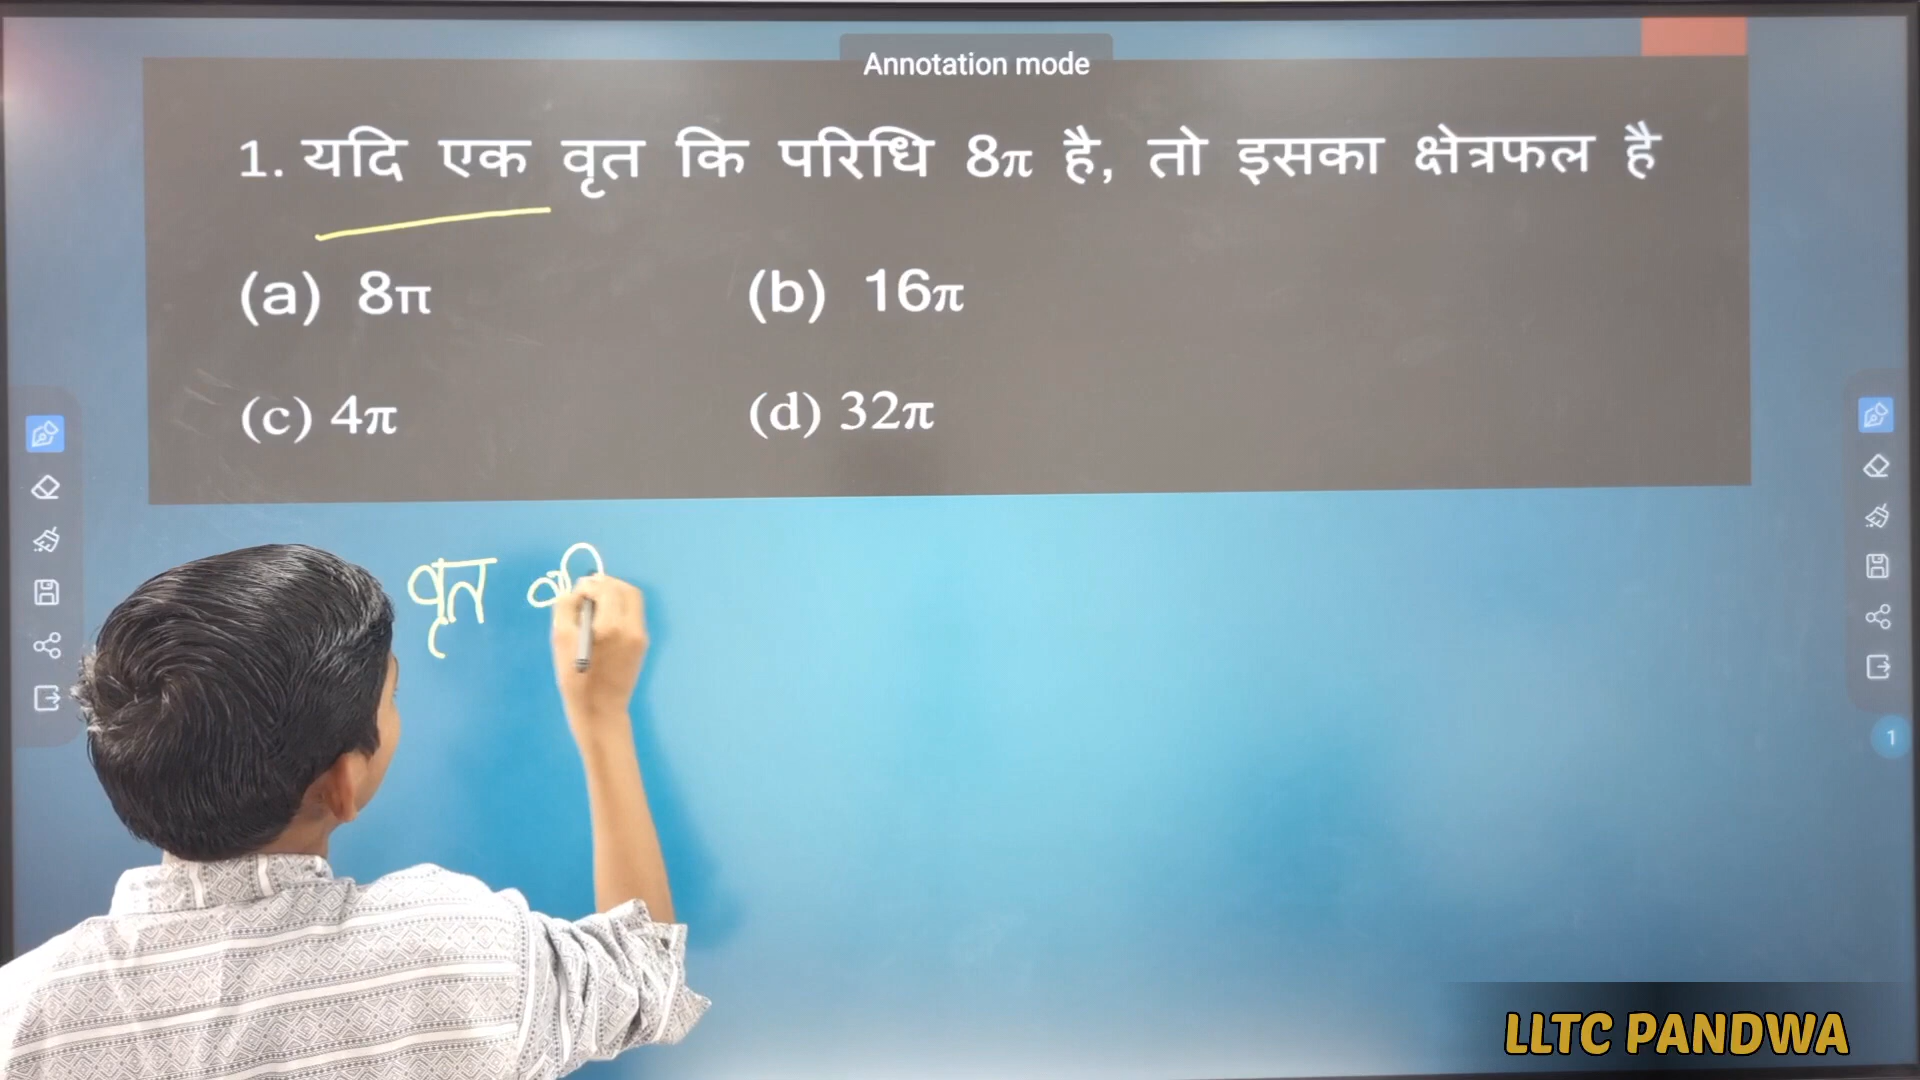 Annotation mode
1. यदि एक वृत कि परिधि 8π है, तो इसका क्षेत्रफल है
(a) 8π (b) 16π
(c) 4π (d) 32π
वृत
1
LLTC PANDWA